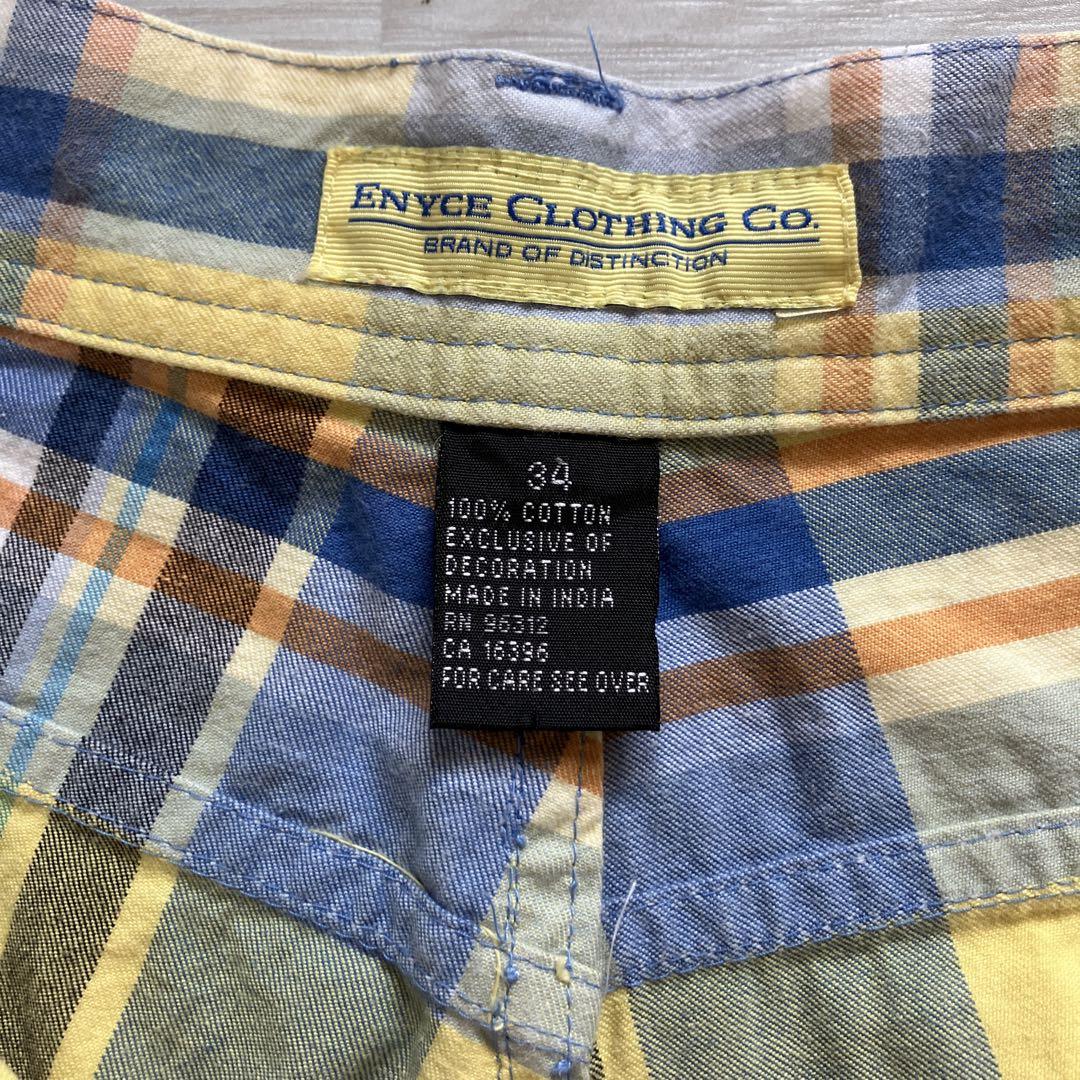 ENYCE CLOTHING CO.
BRAND OF DISTINCTION
34
100% COTTON
EXCLUSIVE OF
DECORATION
MADE IN INDIA
RN 96312
CA 16396
FOR CARE SEE OVER